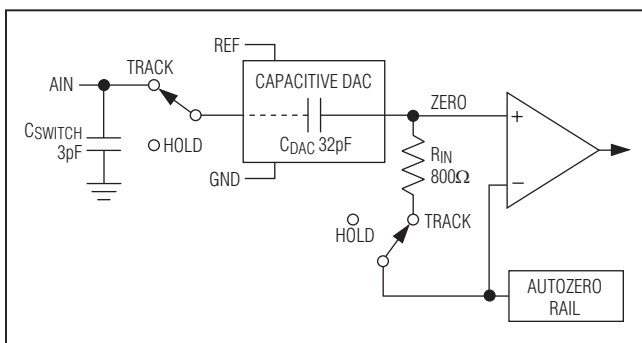 REF
CAPACITIVE DAC
TRACK
AIN
ZERO
+
CSWITCH
3pF
HOLD
CDAC 32pF
RIN
800Ω
GND
−
HOLD
TRACK
AUTOZERO
RAIL